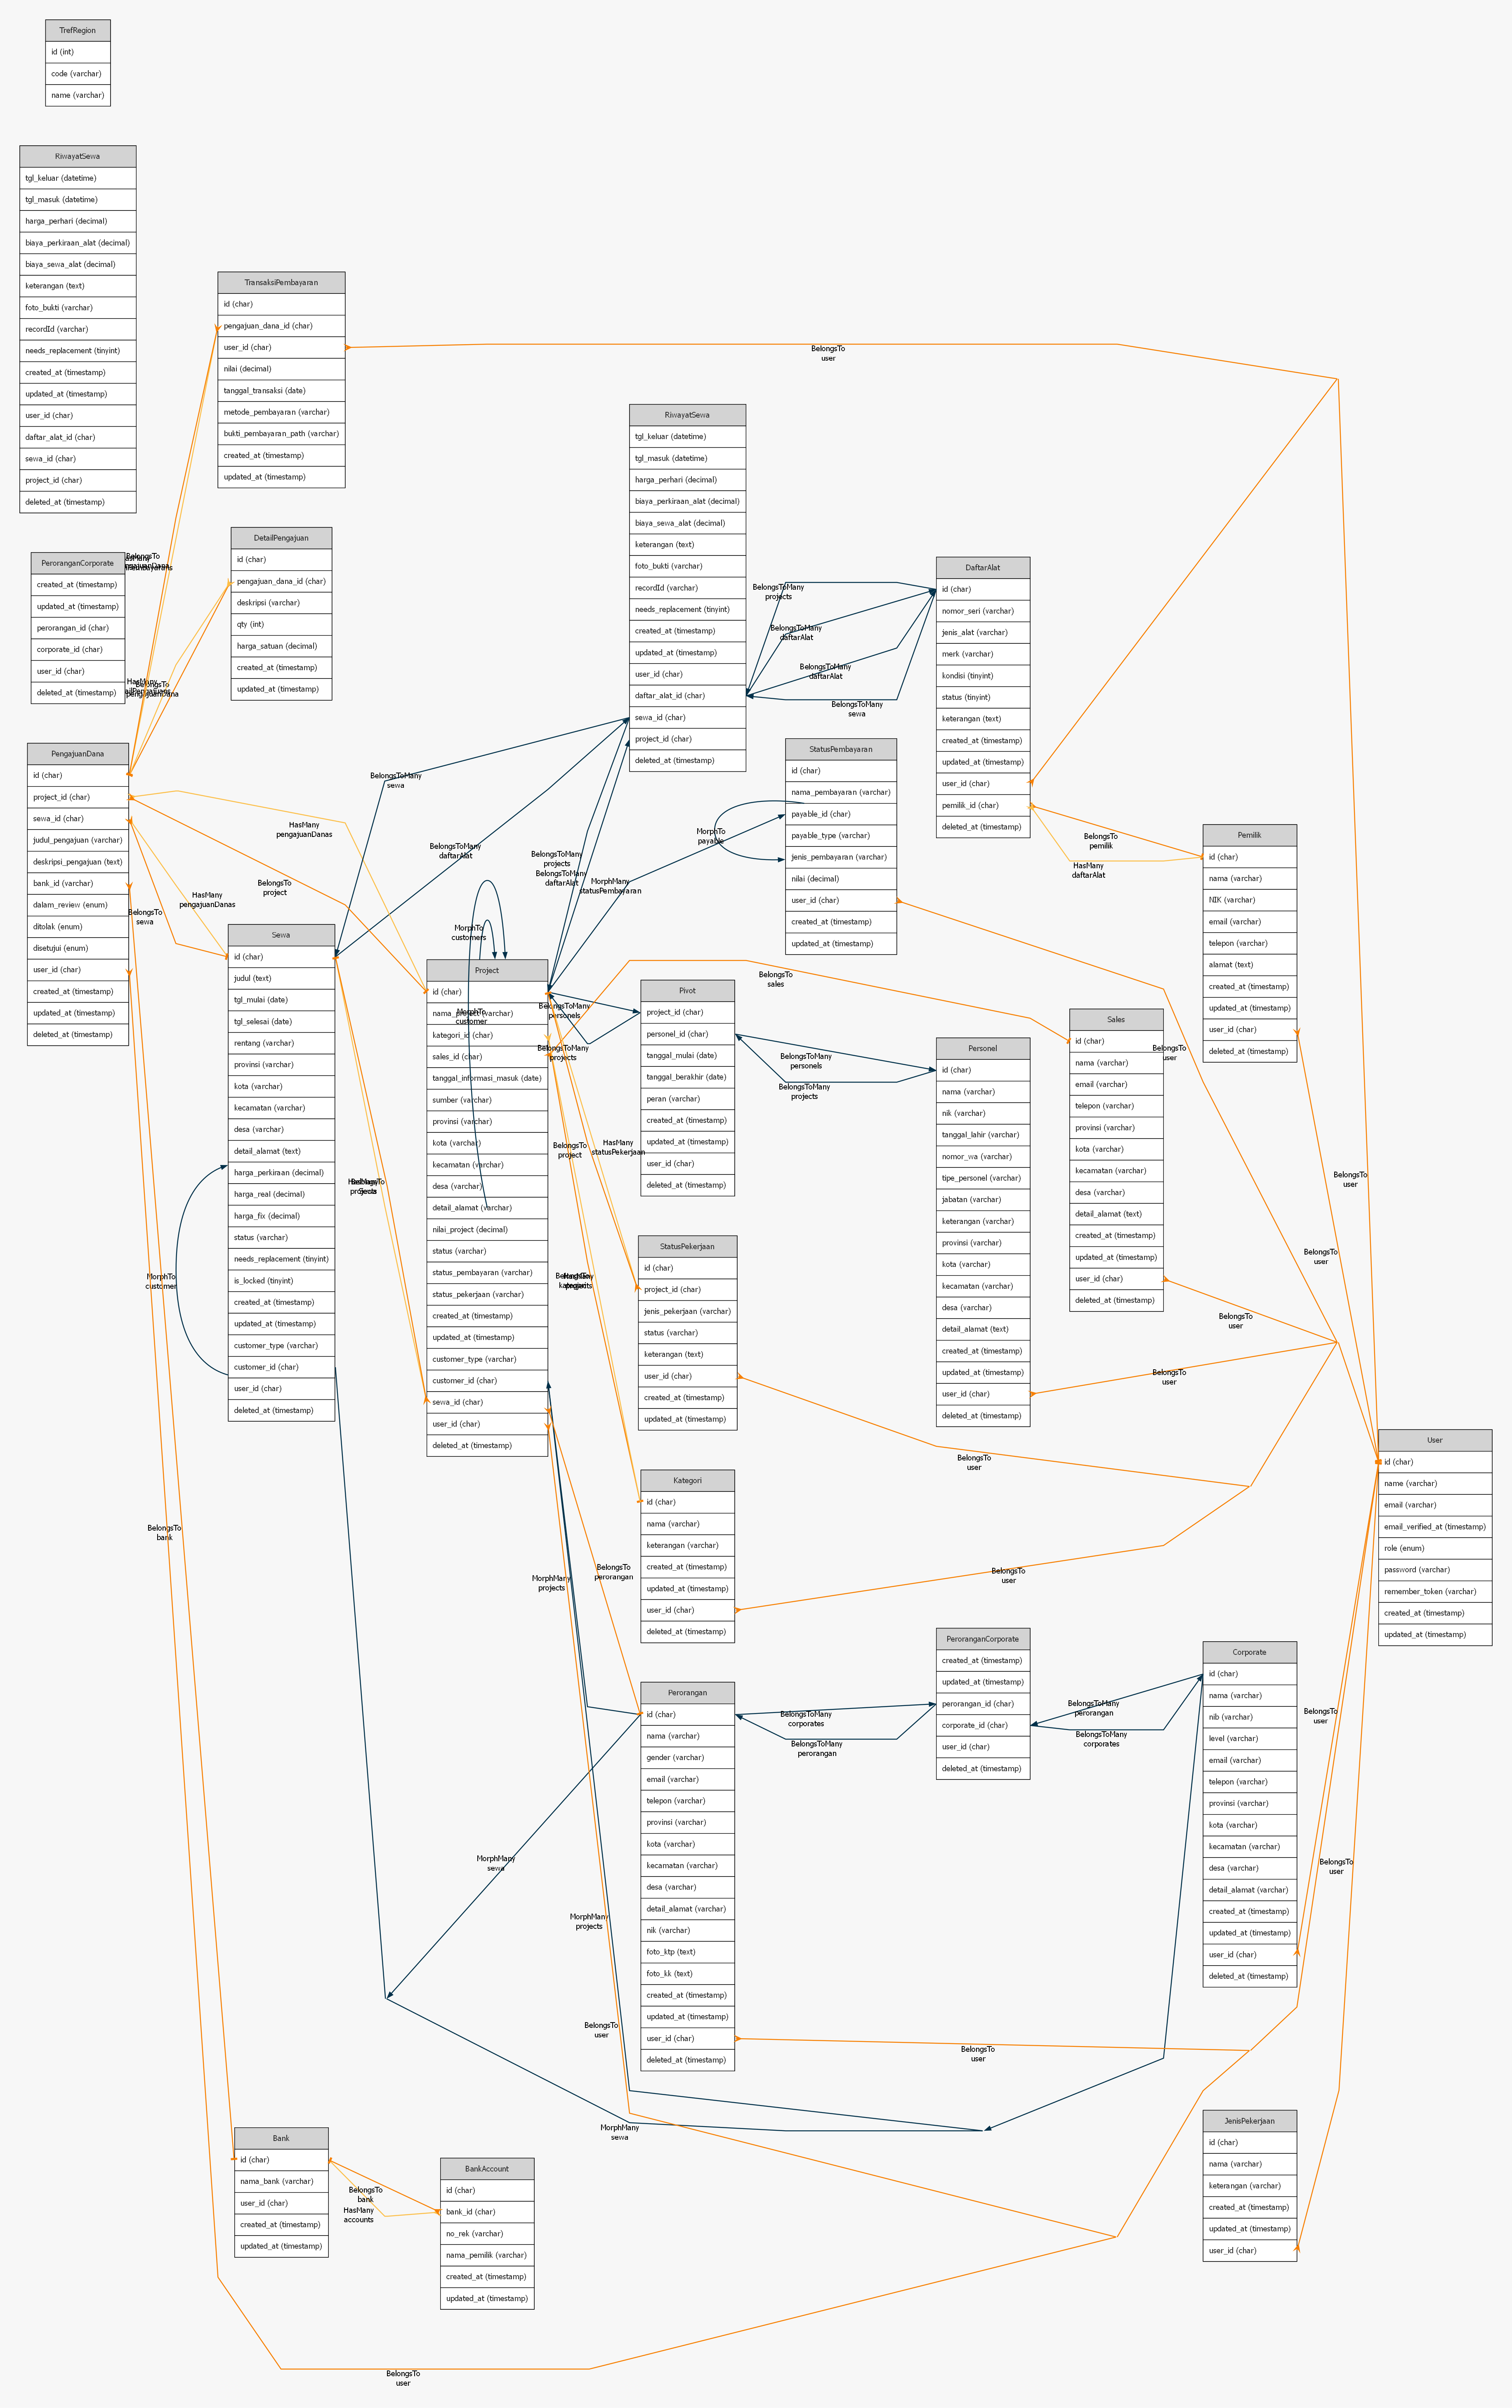 TrefRegion
id (int)
code (varchar)
name (varchar)
RiwayatSewa
tgl_keluar (datetime)
tgl_masuk (datetime)
harga_perhari (decimal)
biaya_perkiraan_alat (decimal)
biaya_sewa_alat (decimal)
keterangan (text)
foto_bukti (varchar)
recordId (varchar)
needs_replacement (tinyint)
created_at (timestamp)
updated_at (timestamp)
user_id (char)
daftar_alat_id (char)
sewa_id (char)
project_id (char)
deleted_at (timestamp)
TransaksiPembayaran
id (char)
pengajuan_dana_id (char)
user_id (char)
nilai (decimal)
tanggal_transaksi (date)
metode_pembayaran (varchar)
bukti_pembayaran_path (varchar)
created_at (timestamp)
updated_at (timestamp)
BelongsTo
user
PeroranganCorporate
created_at (timestamp)
updated_at (timestamp)
perorangan_id (char)
corporate_id (char)
user_id (char)
deleted_at (timestamp)
BelongsTo
HasMany
BelongsTo
pengajuanDana
DetailPengajuan
id (char)
pengajuan_dana_id (char)
deskripsi (varchar)
qty (int)
harga_satuan (decimal)
created_at (timestamp)
updated_at (timestamp)
RiwayatSewa
tgl_keluar (datetime)
tgl_masuk (datetime)
harga_perhari (decimal)
biaya_perkiraan_alat (decimal)
biaya_sewa_alat (decimal)
keterangan (text)
foto_bukti (varchar)
recordId (varchar)
needs_replacement (tinyint)
created_at (timestamp)
updated_at (timestamp)
user_id (char)
daftar_alat_id (char)
sewa_id (char)
project_id (char)
deleted_at (timestamp)
BelongsToMany
projects
BelongsToMany
daftarAlat
BelongsToMany
daftarAlat
BelongsToMany
sewa
DaftarAlat
id (char)
nomor_seri (varchar)
jenis_alat (varchar)
merk (varchar)
kondisi (tinyint)
status (tinyint)
keterangan (text)
created_at (timestamp)
updated_at (timestamp)
user_id (char)
pemilik_id (char)
deleted_at (timestamp)
BelongsTo
pemilik
HasMany
daftarAlat
Pemilik
id (char)
nama (varchar)
NIK (varchar)
email (varchar)
telepon (varchar)
alamat (text)
created_at (timestamp)
updated_at (timestamp)
user_id (char)
deleted_at (timestamp)
PengajuanDana
id (char)
project_id (char)
sewa_id (char)
judul_pengajuan (varchar)
deskripsi_pengajuan (text)
bank_id (varchar)
dalam_review (enum)
ditolak (enum)
disetujui (enum)
user_id (char)
created_at (timestamp)
updated_at (timestamp)
deleted_at (timestamp)
HasMany
pengajuanDanas
BelongsTo
project
HasMany
pengajuanDanas
BelongsTo
sewa
BelongsToMany
sewa
BelongsToMany
daftarAlat
BelongsToMany
projects
BelongsToMany
daftarAlat
MorphMany
statusPembayaran
MorphTo
payable
StatusPembayaran
id (char)
nama_pembayaran (varchar)
payable_id (char)
payable_type (varchar)
jenis_pembayaran (varchar)
nilai (decimal)
user_id (char)
created_at (timestamp)
updated_at (timestamp)
Sewa
id (char)
judul (text)
tgl_mulai (date)
tgl_selesai (date)
rentang (varchar)
provinsi (varchar)
kota (varchar)
kecamatan (varchar)
desa (varchar)
detail_alamat (text)
harga_perkiraan (decimal)
harga_real (decimal)
harga_fix (decimal)
status (varchar)
needs_replacement (tinyint)
is_locked (tinyint)
created_at (timestamp)
updated_at (timestamp)
customer_type (varchar)
customer_id (char)
user_id (char)
deleted_at (timestamp)
MorphTo
customer
MorphTo
customers
MorphTo
customer
Project
id (char)
nama_project (varchar)
kategori_id (char)
sales_id (char)
tanggal_informasi_masuk (date)
sumber (varchar)
provinsi (varchar)
kota (varchar)
kecamatan (varchar)
desa (varchar)
detail_alamat (varchar)
nilai_project (decimal)
status (varchar)
status_pembayaran (varchar)
status_pekerjaan (varchar)
created_at (timestamp)
updated_at (timestamp)
customer_type (varchar)
customer_id (char)
sewa_id (char)
user_id (char)
deleted_at (timestamp)
projects
BelongsToMany
personels
BelongsToMany
projects
BelongsTo
project
HasMany
statusPekerjaan
projects
BelongsTo
sales
Pivot
project_id (char)
personel_id (char)
tanggal_mulai (date)
tanggal_berakhir (date)
peran (varchar)
created_at (timestamp)
updated_at (timestamp)
user_id (char)
deleted_at (timestamp)
BelongsToMany
personels
BelongsToMany
projects
Personel
id (char)
nama (varchar)
nik (varchar)
tanggal_lahir (varchar)
nomor_wa (varchar)
tipe_personel (varchar)
jabatan (varchar)
keterangan (varchar)
provinsi (varchar)
kota (varchar)
kecamatan (varchar)
desa (varchar)
detail_alamat (text)
created_at (timestamp)
updated_at (timestamp)
user_id (char)
deleted_at (timestamp)
Sales
id (char)
nama (varchar)
email (varchar)
telepon (varchar)
provinsi (varchar)
kota (varchar)
kecamatan (varchar)
desa (varchar)
detail_alamat (text)
created_at (timestamp)
updated_at (timestamp)
user_id (char)
deleted_at (timestamp)
BelongsTo
user
BelongsTo
user
BelongsTo
user
BelongsTo
user
BelongsTo
user
StatusPekerjaan
id (char)
project_id (char)
jenis_pekerjaan (varchar)
status (varchar)
keterangan (text)
user_id (char)
created_at (timestamp)
updated_at (timestamp)
BelongsTo
user
Kategori
id (char)
nama (varchar)
keterangan (varchar)
created_at (timestamp)
updated_at (timestamp)
user_id (char)
deleted_at (timestamp)
BelongsTo
user
User
id (char)
name (varchar)
email (varchar)
email_verified_at (timestamp)
role (enum)
password (varchar)
remember_token (varchar)
created_at (timestamp)
updated_at (timestamp)
BelongsTo
bank
MorphMany
projects
BelongsTo
perorangan
MorphMany
sewa
MorphMany
projects
BelongsTo
user
Perorangan
id (char)
nama (varchar)
gender (varchar)
email (varchar)
telepon (varchar)
provinsi (varchar)
kota (varchar)
kecamatan (varchar)
desa (varchar)
detail_alamat (varchar)
nik (varchar)
foto_ktp (text)
foto_kk (text)
created_at (timestamp)
updated_at (timestamp)
user_id (char)
deleted_at (timestamp)
BelongsToMany
corporates
BelongsToMany
perorangan
PeroranganCorporate
created_at (timestamp)
updated_at (timestamp)
perorangan_id (char)
corporate_id (char)
user_id (char)
deleted_at (timestamp)
BelongsToMany
perorangan
BelongsToMany
corporates
Corporate
id (char)
nama (varchar)
nib (varchar)
level (varchar)
email (varchar)
telepon (varchar)
provinsi (varchar)
kota (varchar)
kecamatan (varchar)
desa (varchar)
detail_alamat (varchar)
created_at (timestamp)
updated_at (timestamp)
user_id (char)
deleted_at (timestamp)
BelongsTo
user
BelongsTo
user
BelongsTo
user
MorphMany
sewa
Bank
id (char)
nama_bank (varchar)
user_id (char)
created_at (timestamp)
updated_at (timestamp)
BelongsTo
bank
HasMany
accounts
BankAccount
id (char)
bank_id (char)
no_rek (varchar)
nama_pemilik (varchar)
created_at (timestamp)
updated_at (timestamp)
JenisPekerjaan
id (char)
nama (varchar)
keterangan (varchar)
created_at (timestamp)
updated_at (timestamp)
user_id (char)
BelongsTo
user